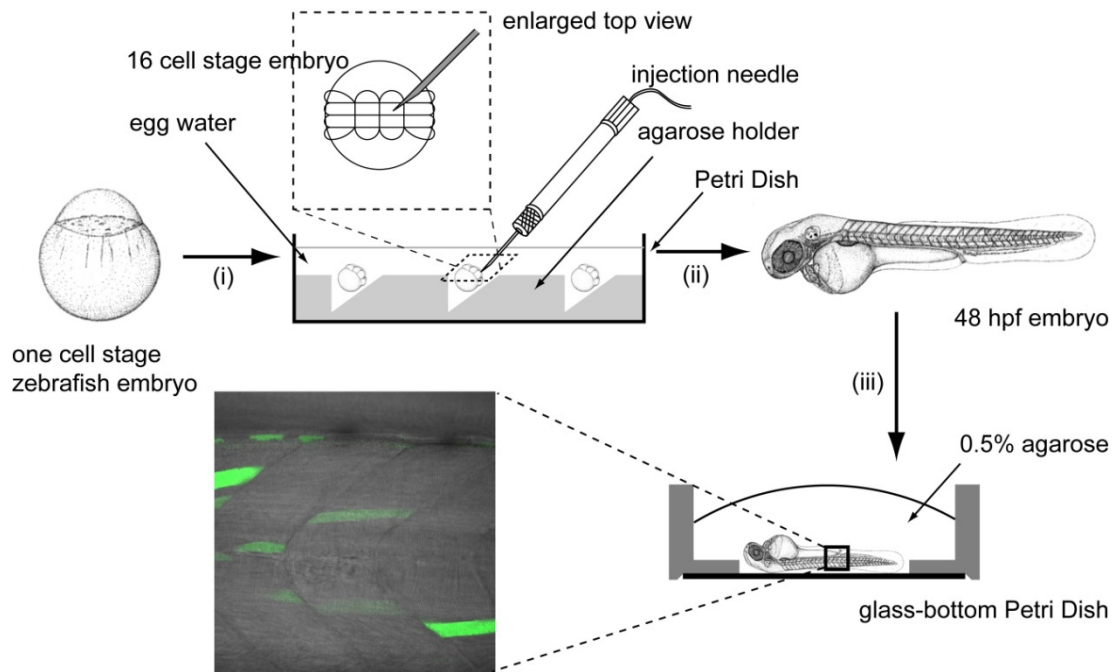 enlarged top view
16 cell stage embryo
injection needle
egg water
agarose holder
Petri Dish
(i)
(ii)
one cell stage
zebrafish embryo
48 hpf embryo
(iii)
0.5% agarose
glass-bottom Petri Dish